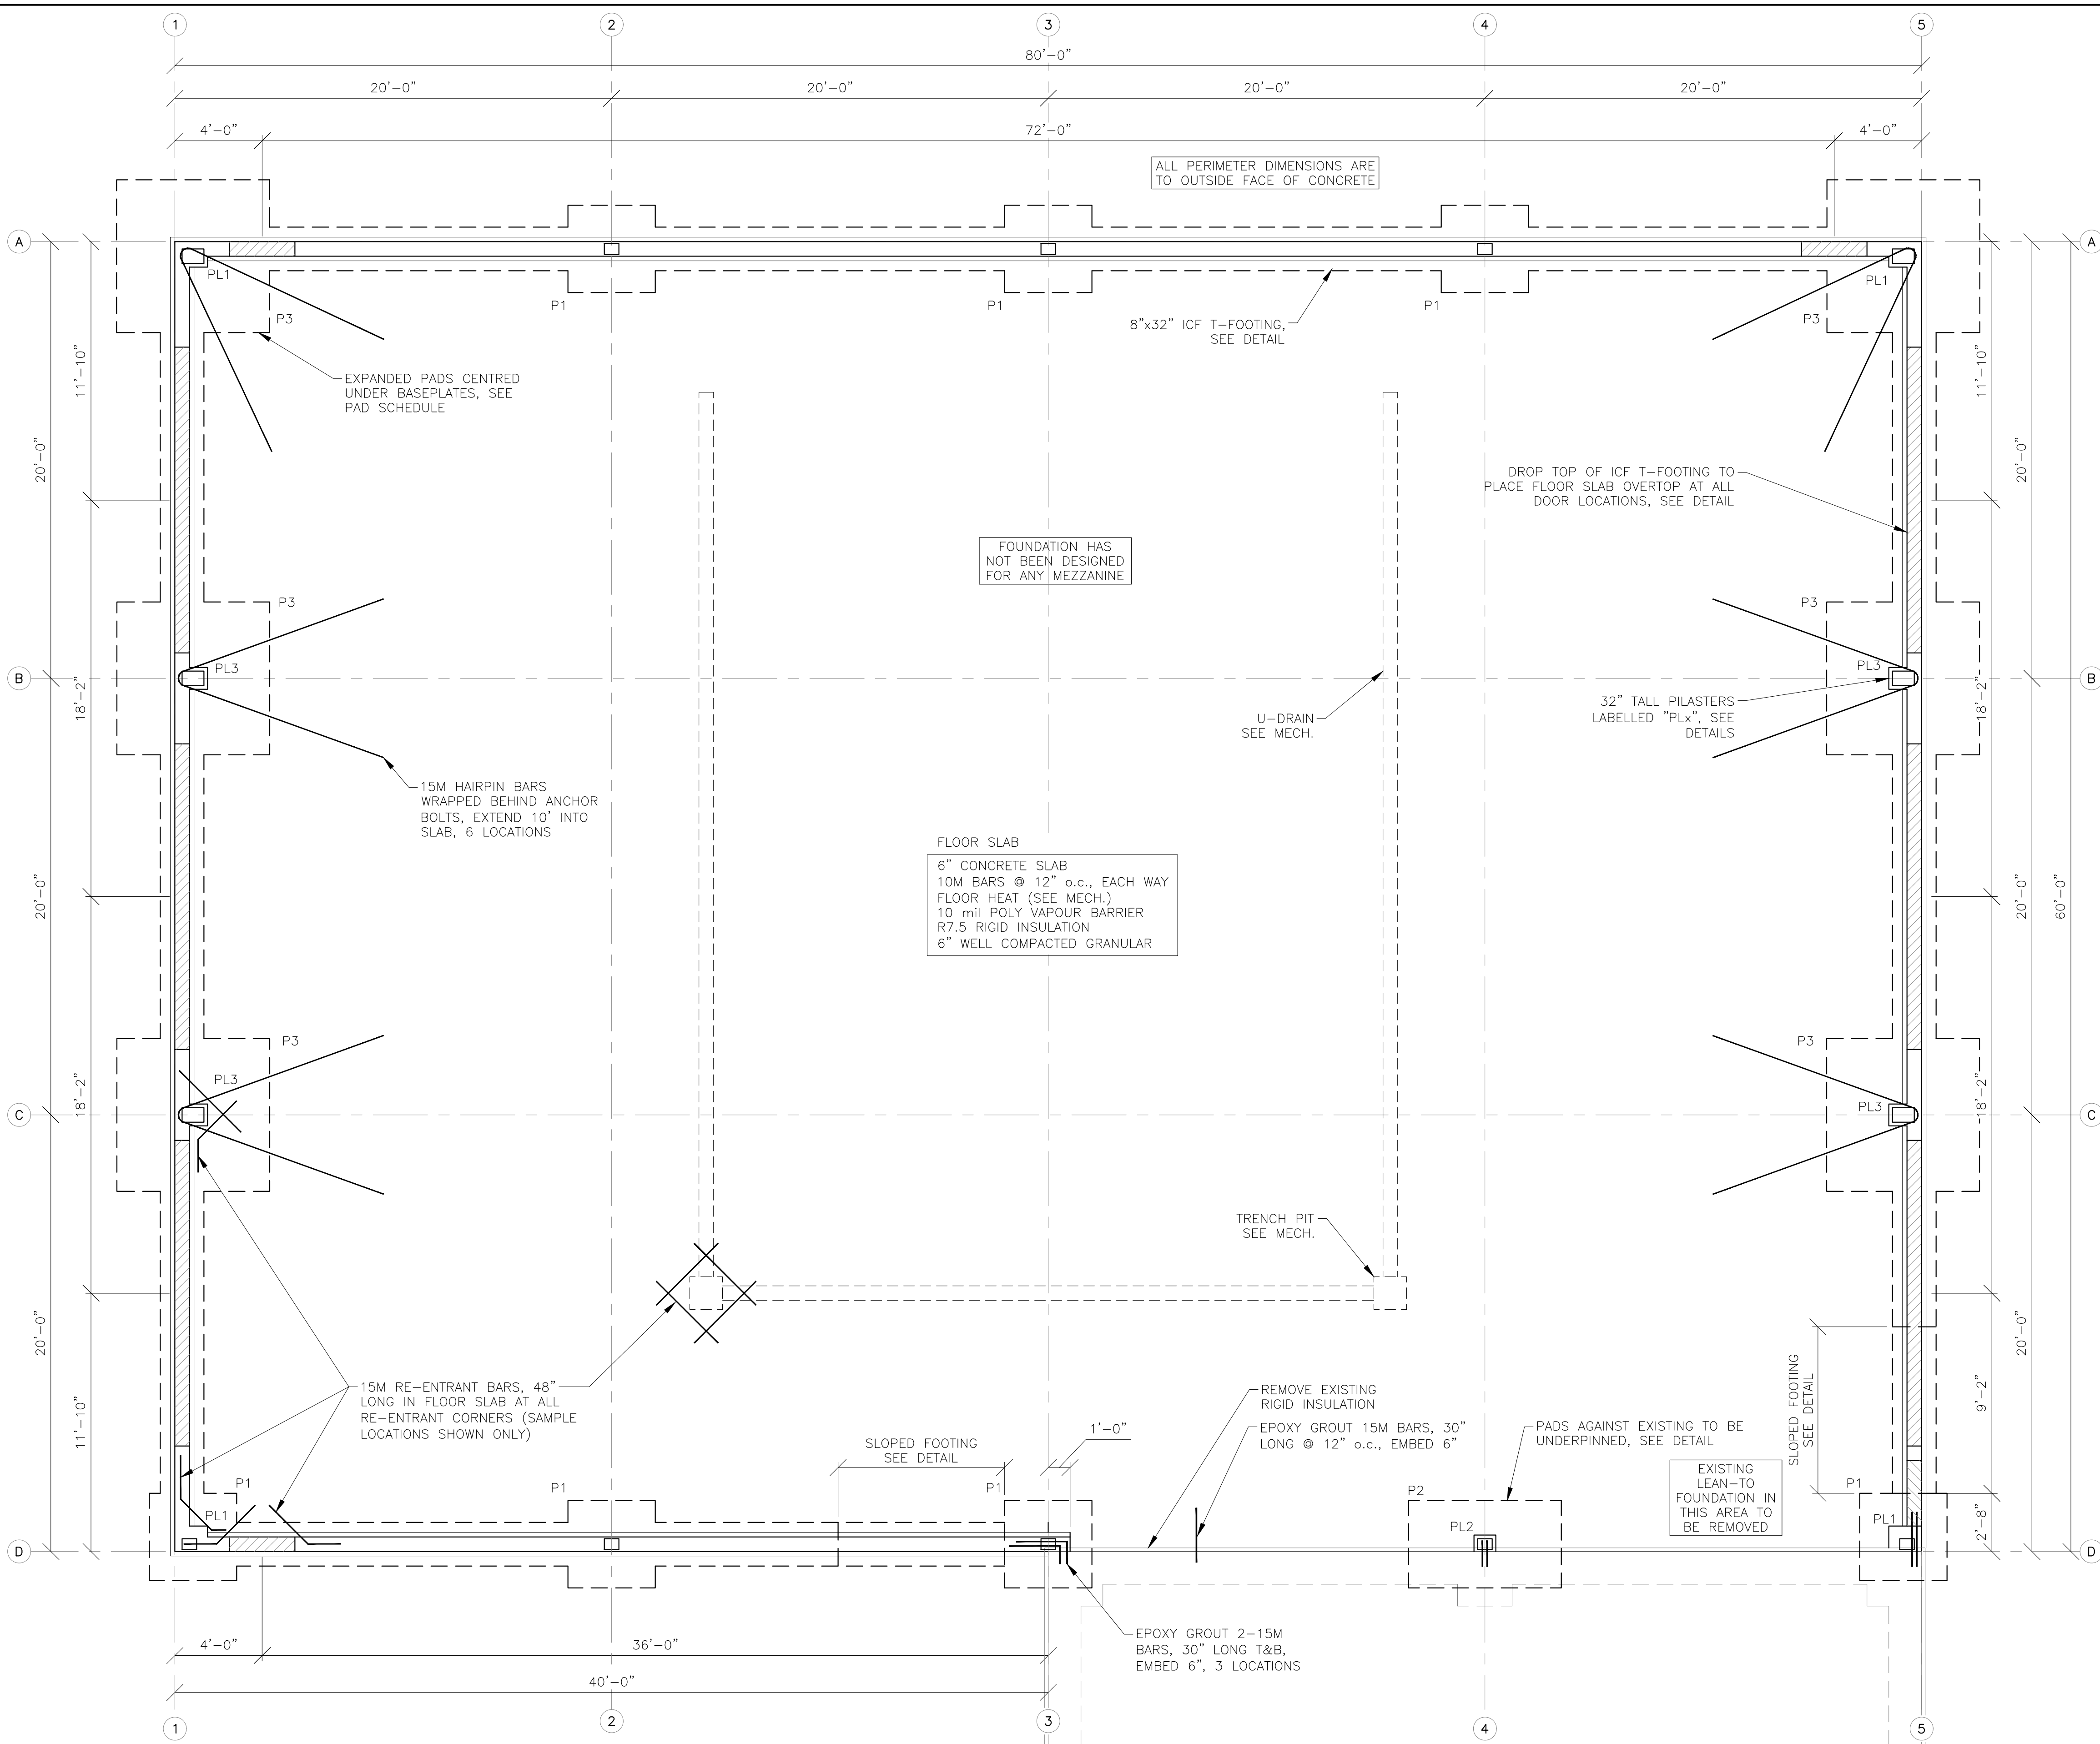 1
2
3
4
5
80'-0"
20'-0"
20'-0"
20'-0"
20'-0"
4'-0"
72'-0"
4'-0"
ALL PERIMETER DIMENSIONS ARE
TO OUTSIDE FACE OF CONCRETE
A
A
PL1
PL1
P3
P1
P1
P1
P3
8"x32" ICF T-FOOTING,
SEE DETAIL
11'-10"
11'-10"
EXPANDED PADS CENTRED
UNDER BASEPLATES, SEE
PAD SCHEDULE
20'-0"
20'-0"
DROP TOP OF ICF T-FOOTING TO
PLACE FLOOR SLAB OVERTOP AT ALL
DOOR LOCATIONS, SEE DETAIL
FOUNDATION HAS
NOT BEEN DESIGNED
FOR ANY MEZZANINE
P3
P3
B
PL3
PL3
B
18'-2"
18'-2"
U-DRAIN
SEE MECH.
32" TALL PILASTERS
LABELLED "PLx", SEE
DETAILS
15M HAIRPIN BARS
WRAPPED BEHIND ANCHOR
BOLTS, EXTEND 10' INTO
SLAB, 6 LOCATIONS
FLOOR SLAB
6" CONCRETE SLAB
10M BARS @ 12" o.c., EACH WAY
FLOOR HEAT (SEE MECH.)
10 mil POLY VAPOUR BARRIER
R7.5 RIGID INSULATION
6" WELL COMPACTED GRANULAR
20'-0"
20'-0"
60'-0"
P3
P3
PL3
PL3
C
C
18'-2"
18'-2"
TRENCH PIT
SEE MECH.
20'-0"
20'-0"
15M RE-ENTRANT BARS, 48"
LONG IN FLOOR SLAB AT ALL
RE-ENTRANT CORNERS (SAMPLE
LOCATIONS SHOWN ONLY)
11'-10"
9'-2"
SLOPED FOOTING
SEE DETAIL
1'-0"
REMOVE EXISTING
RIGID INSULATION
EPOXY GROUT 15M BARS, 30"
LONG @ 12" o.c., EMBED 6"
PADS AGAINST EXISTING TO BE
UNDERPINNED, SEE DETAIL
SLOPED FOOTING
SEE DETAIL
EXISTING
LEAN-TO
FOUNDATION IN
THIS AREA TO
BE REMOVED
P1
P1
P1
P2
P1
PL1
PL2
PL1
2'-8"
D
D
EPOXY GROUT 2-15M
BARS, 30" LONG T&B,
EMBED 6", 3 LOCATIONS
4'-0"
36'-0"
40'-0"
1
2
3
4
5